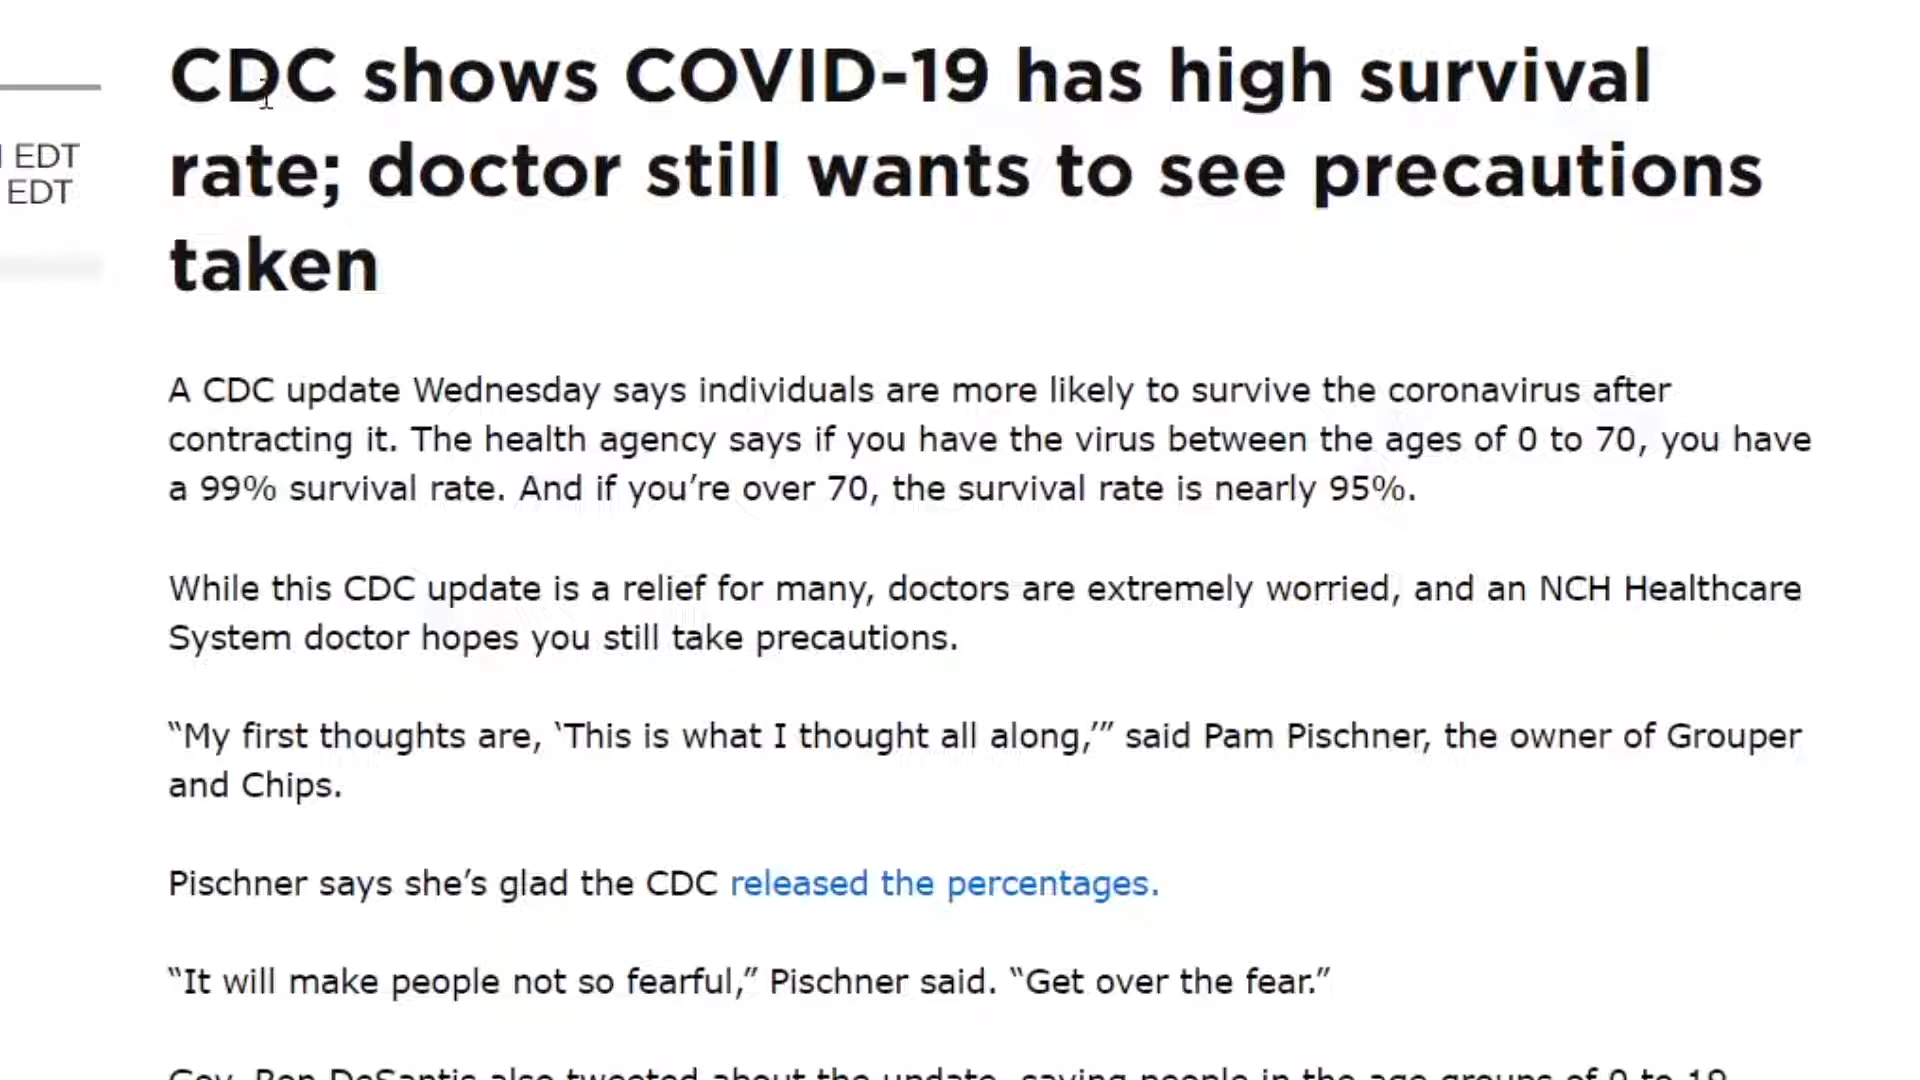 CDC shows COVID-19 has high survival
rate; doctor still wants to see precautions
taken
EDT
EDT
A CDC update Wednesday says individuals are more likely to survive the coronavirus after
contracting it. The health agency says if you have the virus between the ages of 0 to 70, you have
a 99% survival rate. And if you’re over 70, the survival rate is nearly 95%.
While this CDC update is a relief for many, doctors are extremely worried, and an NCH Healthcare
System doctor hopes you still take precautions.
“My first thoughts are, ‘This is what I thought all along,’” said Pam Pischner, the owner of Grouper
and Chips.
Pischner says she’s glad the CDC released the percentages.
“It will make people not so fearful,” Pischner said. “Get over the fear.”
Gov. Ron DeSantis also tweeted about the update, saying people in the age groups of 0 to 19